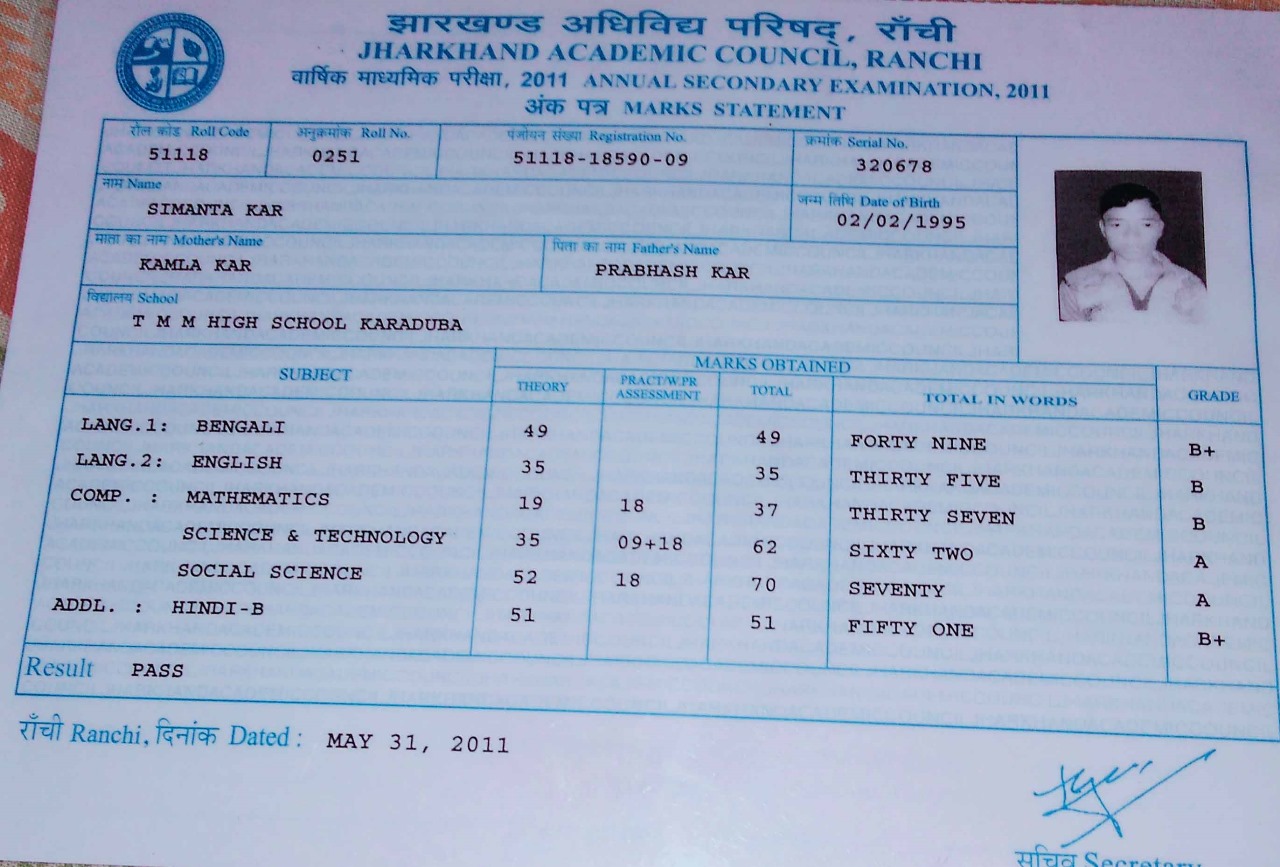 झारखण्ड अधिविद्य परिषद्, राँची
JHARKHAND ACADEMIC COUNCIL, RANCHI
वार्षिक माध्यमिक परीक्षा, 2011 ANNUAL SECONDARY EXAMINATION, 2011
अंक पत्र MARKS STATEMENT
रोल कोड Roll Code अनुक्रमांक Roll No. पंजीयन संख्या Registration No. क्रमांक Serial No.
51118 0251 51118-18590-09 320678
नाम Name जन्म तिथि Date of Birth
SIMANTA KAR 02/02/1995
माता का नाम Mother's Name पिता का नाम Father's Name
KAMLA KAR PRABHASH KAR
विद्यालय School
T M M HIGH SCHOOL KARADUBA
SUBJECT MARKS OBTAINED
THEORY PRACT/W.PR ASSESSMENT TOTAL TOTAL IN WORDS GRADE
LANG.1: BENGALI 49 49 FORTY NINE B+
LANG.2: ENGLISH 35 35 THIRTY FIVE B
COMP. : MATHEMATICS 19 18 37 THIRTY SEVEN B
SCIENCE & TECHNOLOGY 35 09+18 62 SIXTY TWO A
SOCIAL SCIENCE 52 18 70 SEVENTY A
ADDL. : HINDI-B 51 51 FIFTY ONE B+
Result PASS
राँची Ranchi, दिनांक Dated : MAY 31, 2011
सचिव Secretary